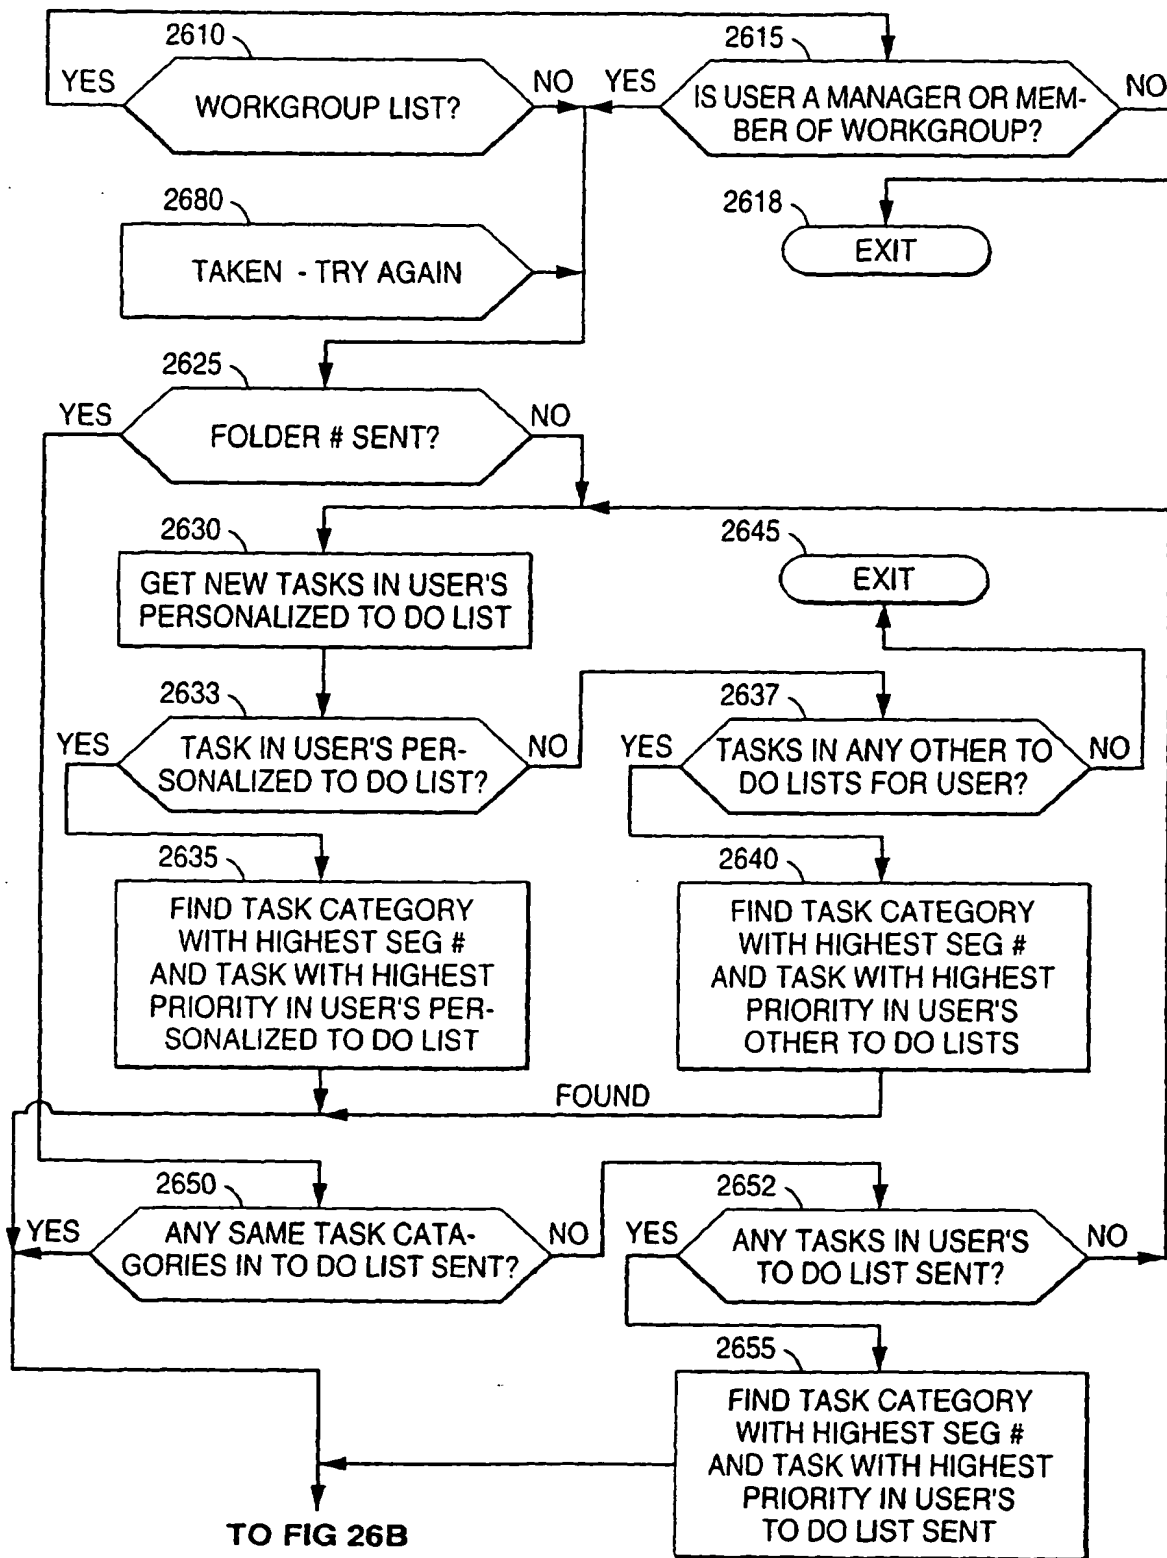 2610
YES
WORKGROUP LIST?
NO
2615
YES
IS USER A MANAGER OR MEM-
BER OF WORKGROUP?
NO
2680
TAKEN - TRY AGAIN
2618
EXIT
2625
YES
FOLDER # SENT?
NO
2630
GET NEW TASKS IN USER'S
PERSONALIZED TO DO LIST
2645
EXIT
2633
YES
TASK IN USER'S PER-
SONALIZED TO DO LIST?
NO
2637
YES
TASKS IN ANY OTHER TO
DO LISTS FOR USER?
NO
2635
FIND TASK CATEGORY
WITH HIGHEST SEG #
AND TASK WITH HIGHEST
PRIORITY IN USER'S PER-
SONALIZED TO DO LIST
2640
FIND TASK CATEGORY
WITH HIGHEST SEG #
AND TASK WITH HIGHEST
PRIORITY IN USER'S
OTHER TO DO LISTS
FOUND
2650
YES
ANY SAME TASK CATA-
GORIES IN TO DO LIST SENT?
NO
2652
YES
ANY TASKS IN USER'S
TO DO LIST SENT?
NO
2655
FIND TASK CATEGORY
WITH HIGHEST SEG #
AND TASK WITH HIGHEST
PRIORITY IN USER'S
TO DO LIST SENT
TO FIG 26B